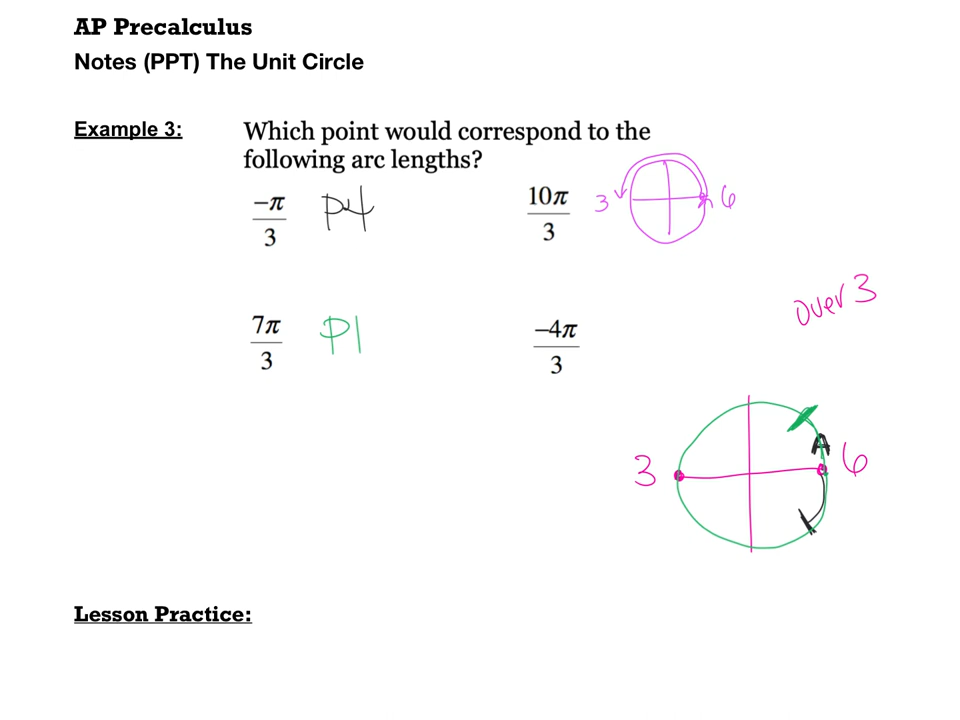 AP Precalculus
Notes (PPT) The Unit Circle
Example 3:
Which point would correspond to the
following arc lengths?
−π/3 P4
10π/3 3 6
over 3
7π/3 P1
−4π/3
3 A 6
Lesson Practice: